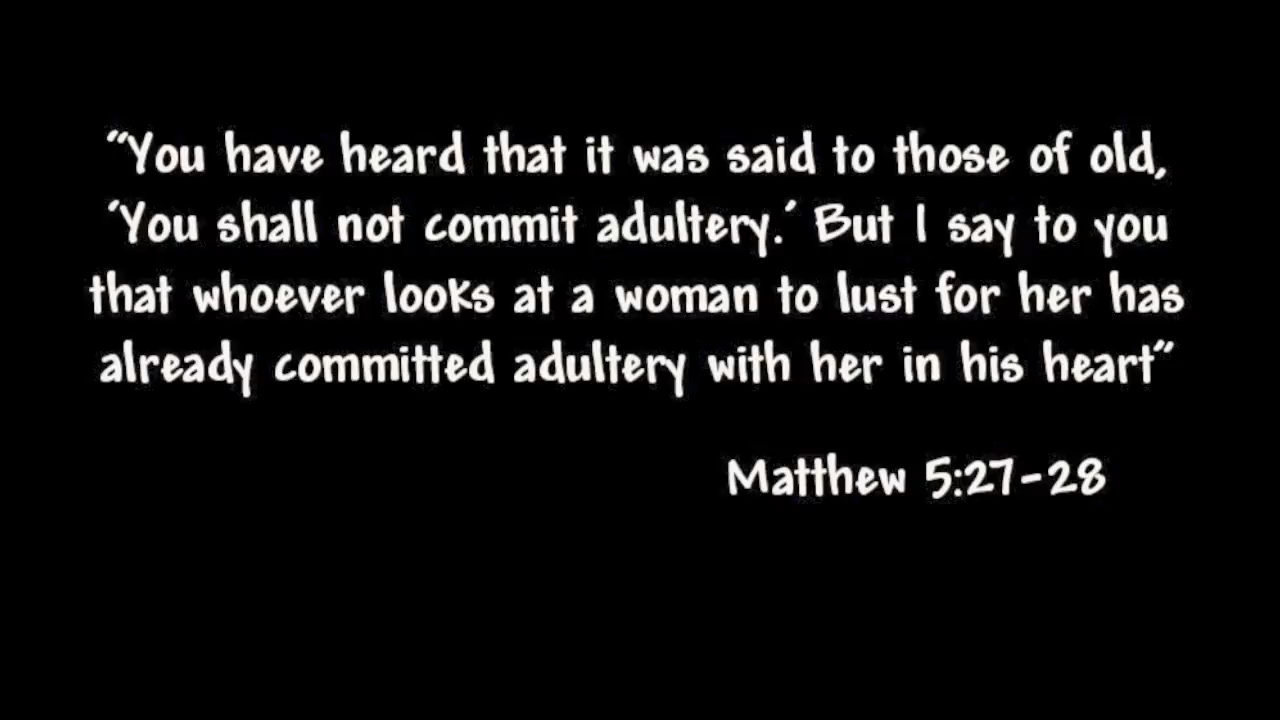 “You have heard that it was said to those of old,
‘You shall not commit adultery.’ But I say to you
that whoever looks at a woman to lust for her has
already committed adultery with her in his heart”
Matthew 5:27-28